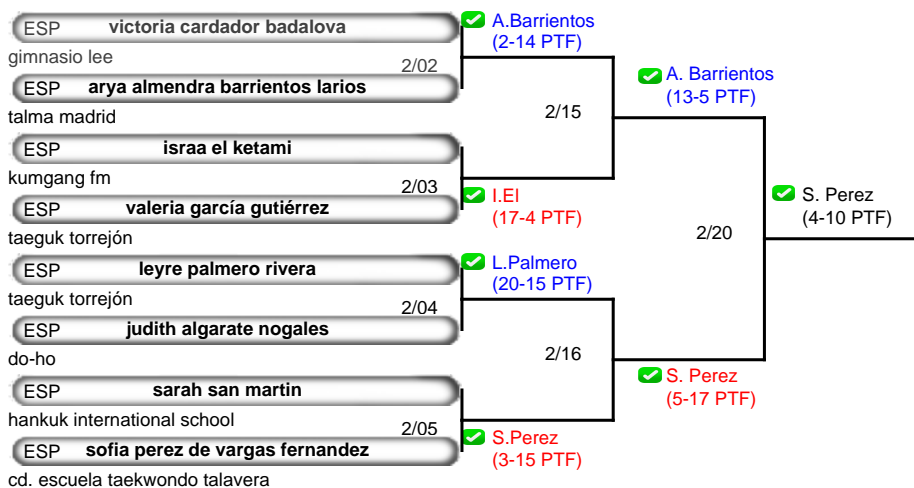 ESP victoria cardador badalova
gimnasio lee
2/02
ESP arya almendra barrientos larios
talma madrid
ESP israa el ketami
kumgang fm
2/03
ESP valeria garcía gutiérrez
taeguk torrejón
ESP leyre palmero rivera
taeguk torrejón
2/04
ESP judith algarate nogales
do-ho
ESP sarah san martin
hankuk international school
2/05
ESP sofia perez de vargas fernandez
cd. escuela taekwondo talavera
A.Barrientos
(2-14 PTF)
2/15
I.El
(17-4 PTF)
L.Palmero
(20-15 PTF)
2/16
S.Perez
(3-15 PTF)
A. Barrientos
(13-5 PTF)
2/20
S. Perez
(5-17 PTF)
S. Perez
(4-10 PTF)